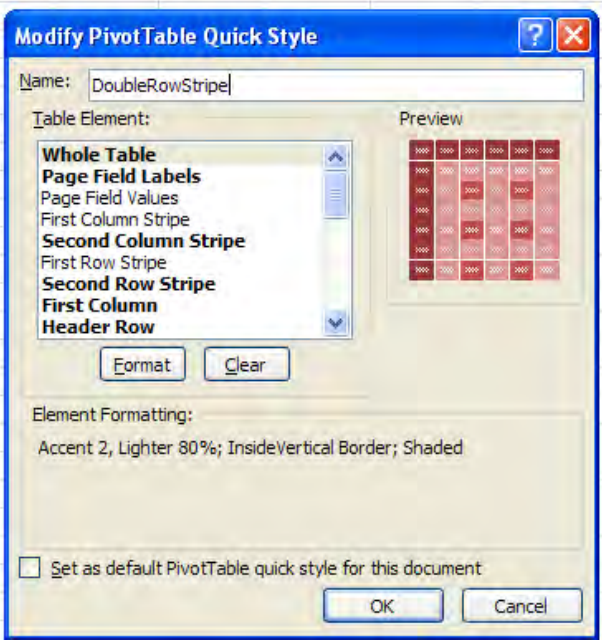 Modify PivotTable Quick Style
Name: DoubleRowStripe
Table Element:
Preview
Whole Table
Page Field Labels
Page Field Values
First Column Stripe
Second Column Stripe
First Row Stripe
Second Row Stripe
First Column
Header Row
Format Clear
Element Formatting:
Accent 2, Lighter 80%; InsideVertical Border; Shaded
Set as default PivotTable quick style for this document
OK Cancel